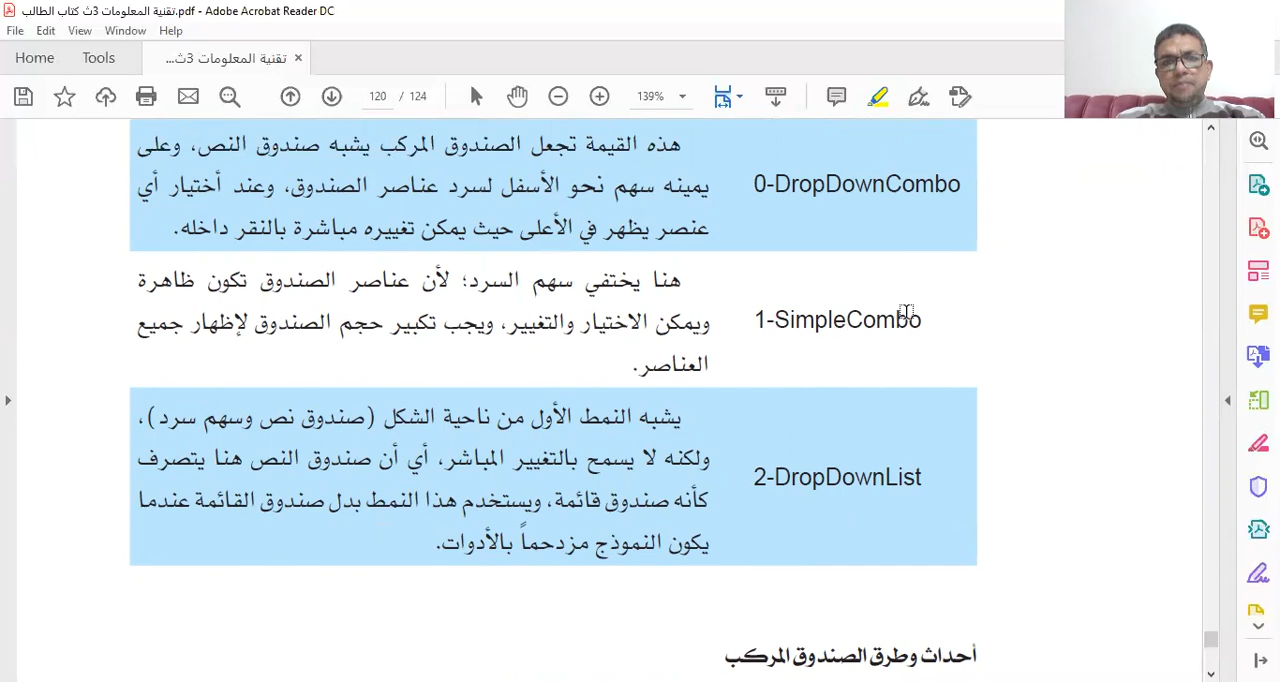 تقنية المعلومات 3ث كتاب الطالب.pdf - Adobe Acrobat Reader DC
File Edit View Window Help
Home Tools تقنية المعلومات 3ث... ×
120 / 124 139%
0-DropDownCombo
هذه القيمة تجعل الصندوق المركب يشبه صندوق النص، وعلى
يمينه سهم نحو الأسفل لسرد عناصر الصندوق، وعند أختيار أي
عنصر يظهر في الأعلى حيث يمكن تغييره مباشرة بالنقر داخله.
1-SimpleCombo
هنا يختفي سهم السرد؛ لأن عناصر الصندوق تكون ظاهرة
ويمكن الاختيار والتغيير، ويجب تكبير حجم الصندوق لإظهار جميع
العناصر.
2-DropDownList
يشبه النمط الأول من ناحية الشكل (صندوق نص وسهم سرد)،
ولكنه لا يسمح بالتغيير المباشر، أي أن صندوق النص هنا يتصرف
كأنه صندوق قائمة، ويستخدم هذا النمط بدل صندوق القائمة عندما
يكون النموذج مزدحماً بالأدوات.
أحداث وطرق الصندوق المركب